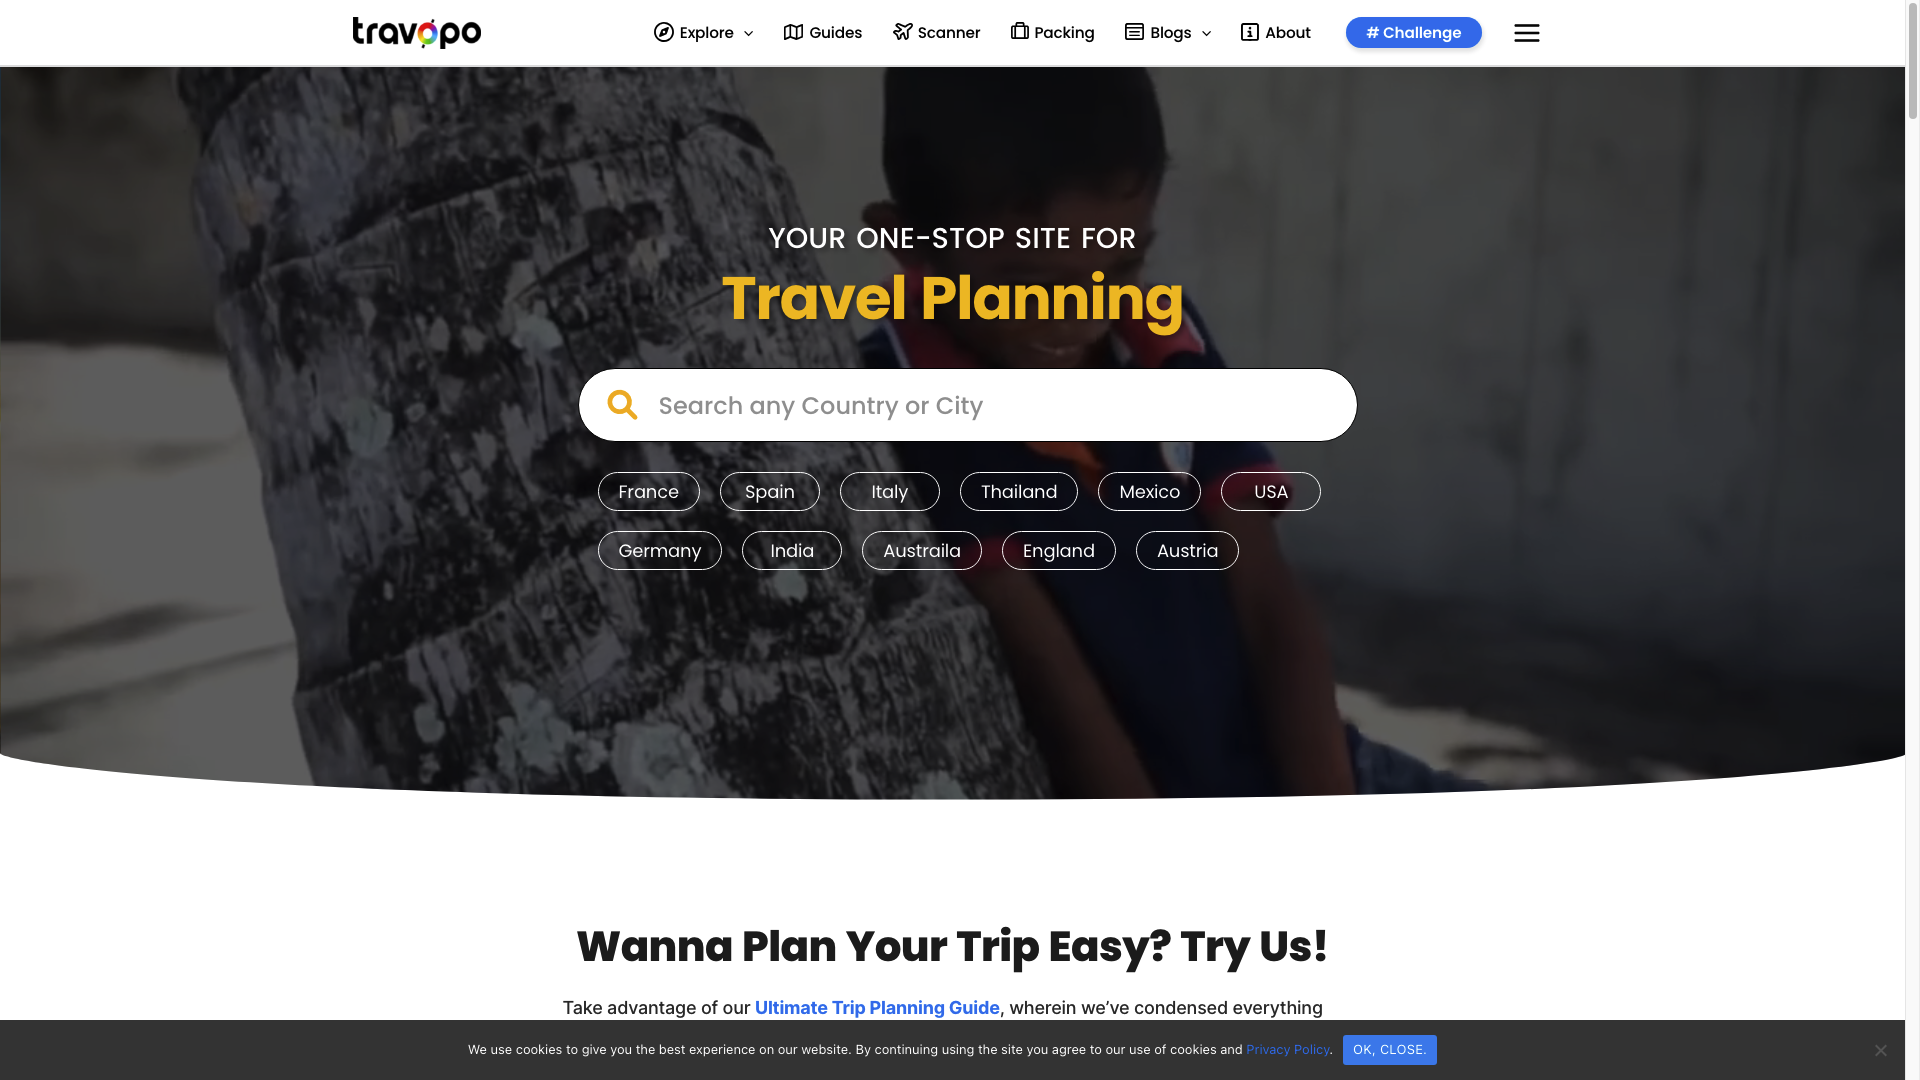 travopo
Explore
Guides
Scanner
Packing
Blogs
About
# Challenge
YOUR ONE-STOP SITE FOR
Travel Planning
Search any Country or City
France
Spain
Italy
Thailand
Mexico
USA
Germany
India
Austraila
England
Austria
Wanna Plan Your Trip Easy? Try Us!
Take advantage of our Ultimate Trip Planning Guide, wherein we’ve condensed everything
We use cookies to give you the best experience on our website. By continuing using the site you agree to our use of cookies and Privacy Policy.
OK, CLOSE.